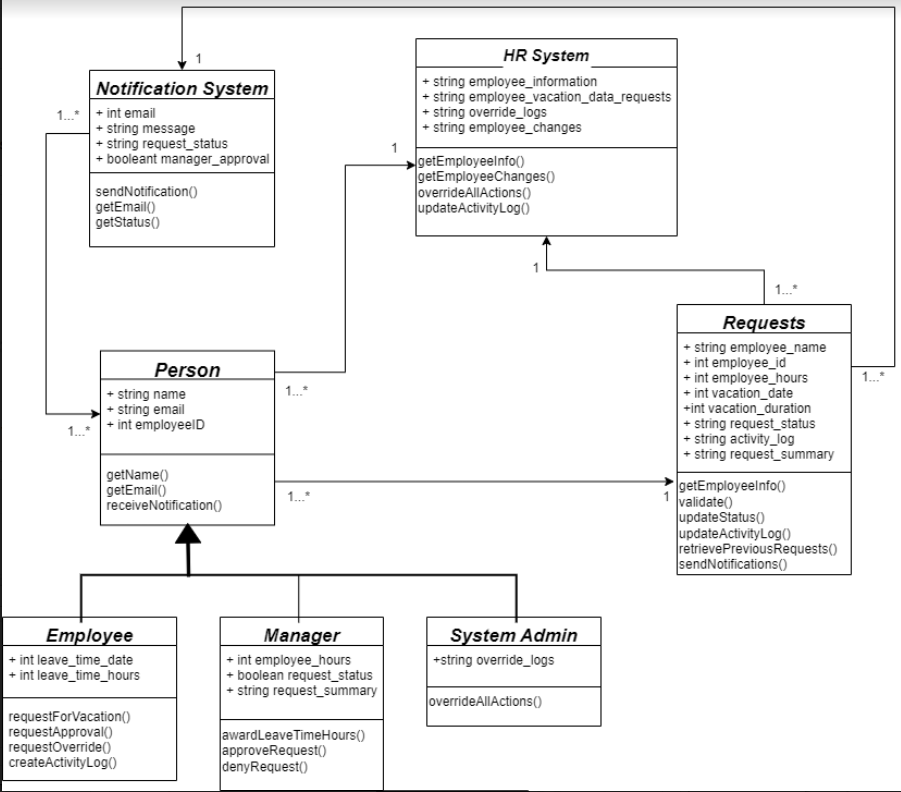 1
Notification System
+ int email
+ string message
+ string request_status
+ booleant manager_approval
sendNotification()
getEmail()
getStatus()
1...*
HR System
+ string employee_information
+ string employee_vacation_data_requests
+ string override_logs
+ string employee_changes
getEmployeeInfo()
getEmployeeChanges()
overrideAllActions()
updateActivityLog()
1
1
1...*
Requests
+ string employee_name
+ int employee_id
+ int employee_hours
+ int vacation_date
+int vacation_duration
+ string request_status
+ string activity_log
+ string request_summary
getEmployeeInfo()
validate()
updateStatus()
updateActivityLog()
retrievePreviousRequests()
sendNotifications()
1...*
Person
+ string name
+ string email
+ int employeeID
getName()
getEmail()
receiveNotification()
1...*
1...*
1...*
1
Employee
+ int leave_time_date
+ int leave_time_hours
requestForVacation()
requestApproval()
requestOverride()
createActivityLog()
Manager
+ int employee_hours
+ boolean request_status
+ string request_summary
awardLeaveTimeHours()
approveRequest()
denyRequest()
System Admin
+string override_logs
overrideAllActions()